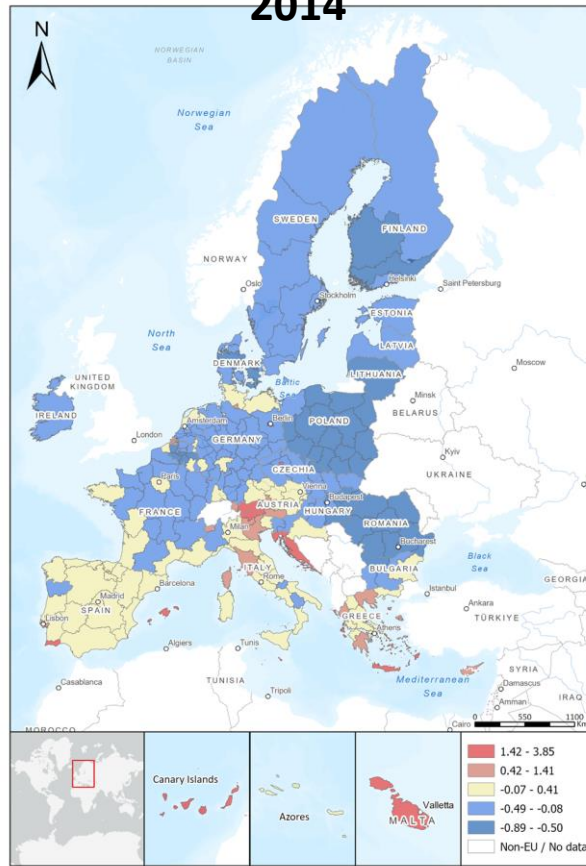 2014
N
NORWEGIAN
BASIN
Norwegian
Sea
SWEDEN
FINLAND
NORWAY
Helsinki
Oslo
Saint Petersburg
Stockholm
ESTONIA
North
Sea
LATVIA
DENMARK
Moscow
Baltic
Sea
LITHUANIA
UNITED
KINGDOM
Minsk
IRELAND
Amsterdam
Berlin
BELARUS
London
GERMANY
POLAND
Kyiv
CZECHIA
UKRAINE
Paris
Vienna
Budapest
FRANCE
AUSTRIA
HUNGARY
Milan
ROMANIA
Bucharest
ITALY
BULGARIA
Black
Sea
Barcelona
Rome
GEORGIA
Madrid
Istanbul
SPAIN
Ankara
Lisbon
GREECE
TÜRKIYE
Athens
Algiers
Tunis
SYRIA
Mediterranean
Sea
Casablanca
TUNISIA
Damascus
IRAQ
Tripoli
Amman
0 550 1100
Km
MOROCCO
Cairo
Canary Islands
Azores
Valletta
MALTA
1.42 - 3.85
0.42 - 1.41
-0.07 - 0.41
-0.49 - -0.08
-0.89 - -0.50
Non-EU / No data